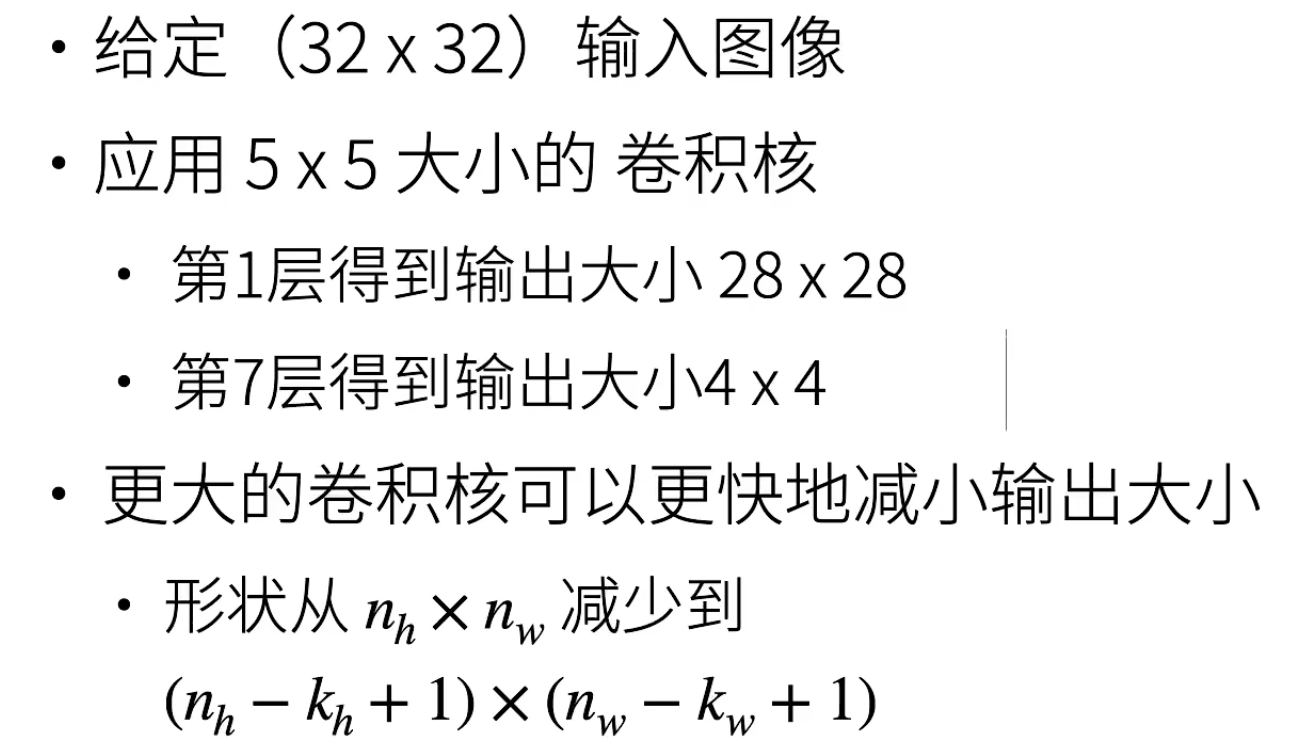 • 给定（32 x 32）输入图像
• 应用 5 x 5 大小的 卷积核
• 第1层得到输出大小 28 x 28
• 第7层得到输出大小4 x 4
• 更大的卷积核可以更快地减小输出大小
• 形状从 n_h × n_w 减少到
(n_h − k_h + 1) × (n_w − k_w + 1)